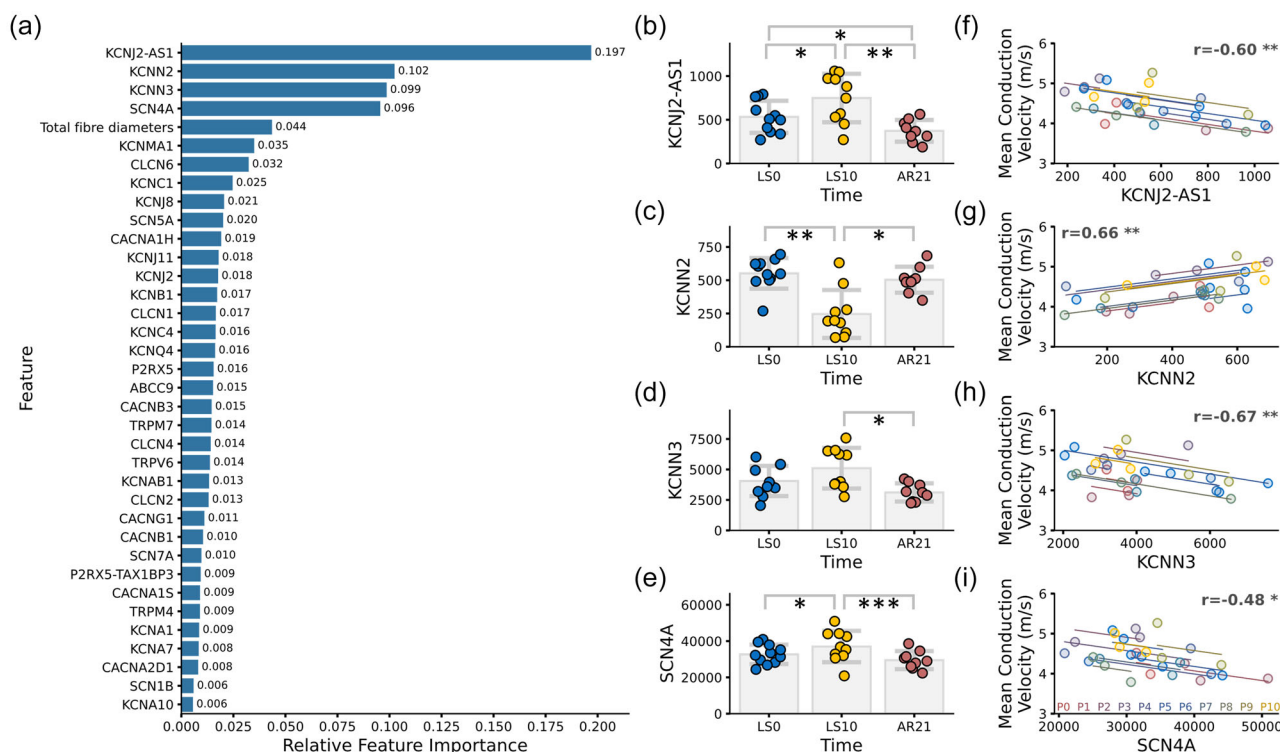 (a)
Feature
KCNJ2-AS1 0.197
KCNN2 0.102
KCNN3 0.099
SCN4A 0.096
Total fibre diameters 0.044
KCNMA1 0.035
CLCN6 0.032
KCNC1 0.025
KCNJ8 0.021
SCN5A 0.020
CACNA1H 0.019
KCNJ11 0.018
KCNJ2 0.018
KCNB1 0.017
CLCN1 0.017
KCNC4 0.016
KCNQ4 0.016
P2RX5 0.016
ABCC9 0.015
CACNB3 0.015
TRPM7 0.014
CLCN4 0.014
TRPV6 0.014
KCNAB1 0.013
CLCN2 0.013
CACNG1 0.011
CACNB1 0.010
SCN7A 0.010
P2RX5-TAX1BP3 0.009
CACNA1S 0.009
TRPM4 0.009
KCNA1 0.009
KCNA7 0.008
CACNA2D1 0.008
SCN1B 0.006
KCNA10 0.006
0.000 0.025 0.050 0.075 0.100 0.125 0.150 0.175 0.200
Relative Feature Importance
(b)
*
* **
KCNJ2-AS1
1000
500
0
LS0 LS10 AR21
Time
(c)
** *
KCNN2
750
500
250
0
LS0 LS10 AR21
Time
(d)
*
KCNN3
7500
5000
2500
0
LS0 LS10 AR21
Time
(e)
* ***
SCN4A
60000
40000
20000
0
LS0 LS10 AR21
Time
(f)
r=-0.60 **
Mean Conduction
Velocity (m/s)
6
5
4
3
200 400 600 800 1000
KCNJ2-AS1
(g)
r=0.66 **
Mean Conduction
Velocity (m/s)
6
5
4
3
200 400 600
KCNN2
(h)
r=-0.67 **
Mean Conduction
Velocity (m/s)
6
5
4
3
2000 4000 6000
KCNN3
(i)
r=-0.48 *
Mean Conduction
Velocity (m/s)
6
5
4
3
P0 P1 P2 P3 P4 P5 P6 P7 P8 P9 P10
20000 30000 40000 50000
SCN4A